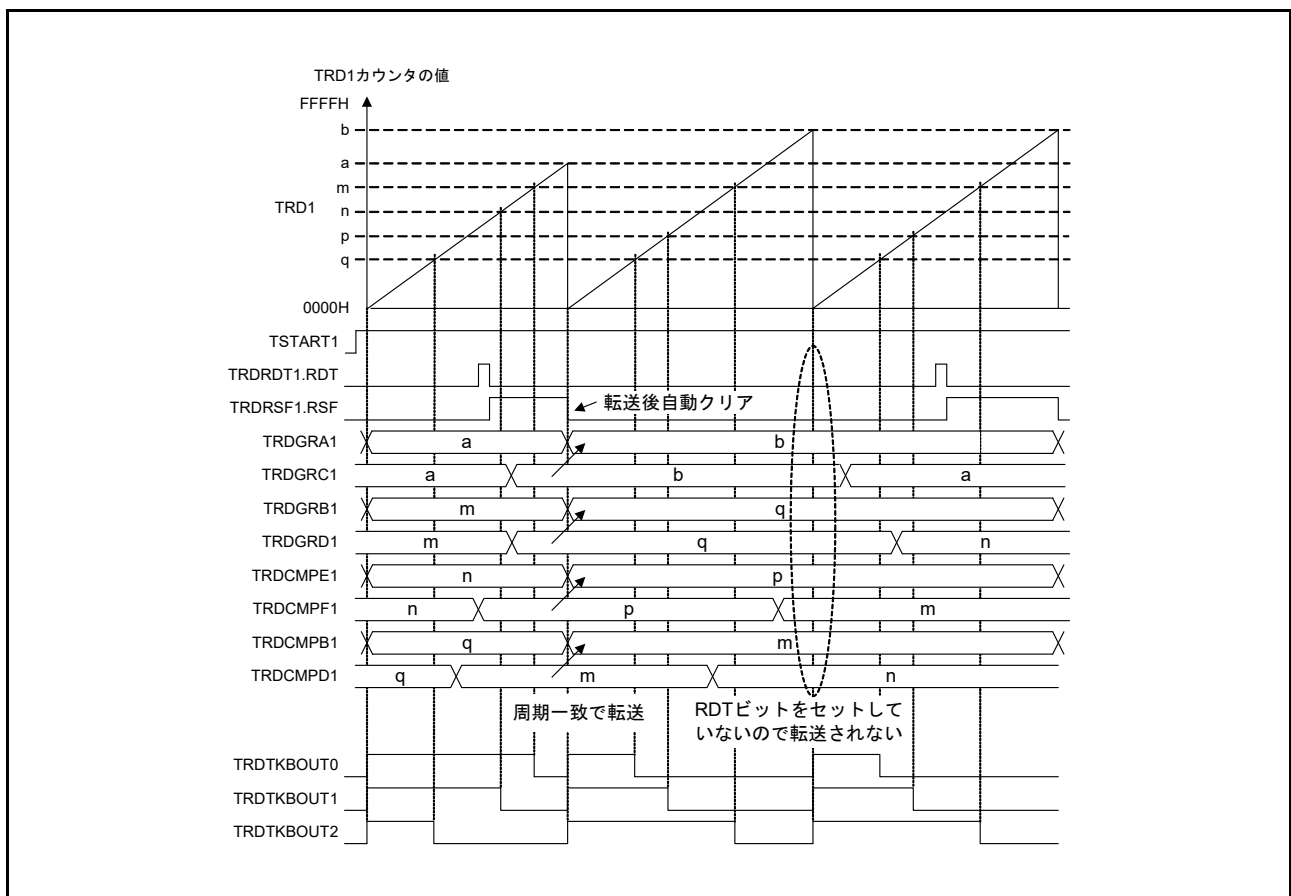 TRD1カウンタの値
FFFFH
b
a
m
TRD1
n
p
q
0000H
TSTART1
TRDRDT1.RDT
TRDRSF1.RSF
転送後自動クリア
TRDGRA1 a b
TRDGRC1 a b a
TRDGRB1 m q
TRDGRD1 m q n
TRDCMPE1 n p
TRDCMPF1 n p m
TRDCMPB1 q m
TRDCMPD1 q m n
周期一致で転送
RDTビットをセットして
いないので転送されない
TRDTKBOUT0
TRDTKBOUT1
TRDTKBOUT2